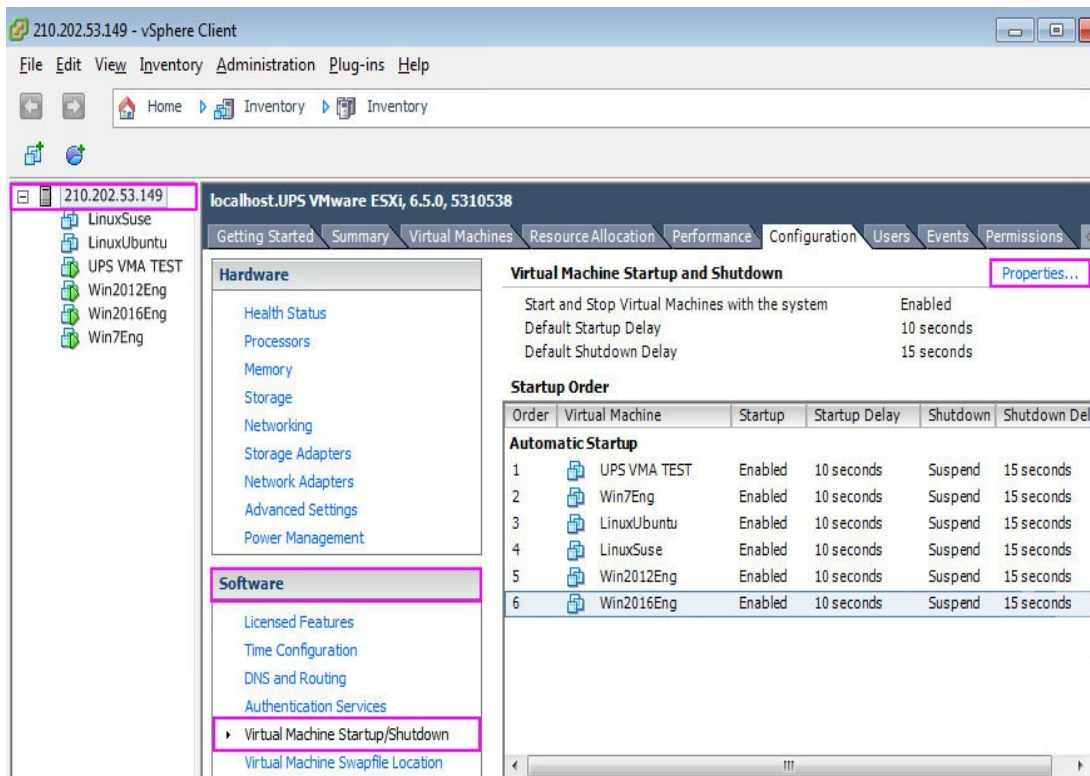 210.202.53.149 - vSphere Client
File Edit View Inventory Administration Plug-ins Help
Home Inventory Inventory
210.202.53.149
LinuxSuse
LinuxUbuntu
UPS VMA TEST
Win2012Eng
Win2016Eng
Win7Eng
localhost.UPS VMware ESXi, 6.5.0, 5310538
Getting Started Summary Virtual Machines Resource Allocation Performance Configuration Users Events Permissions
Hardware
Health Status
Processors
Memory
Storage
Networking
Storage Adapters
Network Adapters
Advanced Settings
Power Management
Software
Licensed Features
Time Configuration
DNS and Routing
Authentication Services
Virtual Machine Startup/Shutdown
Virtual Machine Swapfile Location
Virtual Machine Startup and Shutdown Properties...
Start and Stop Virtual Machines with the system Enabled
Default Startup Delay 10 seconds
Default Shutdown Delay 15 seconds
Startup Order
Order Virtual Machine Startup Startup Delay Shutdown Shutdown Del
Automatic Startup
1 UPS VMA TEST Enabled 10 seconds Suspend 15 seconds
2 Win7Eng Enabled 10 seconds Suspend 15 seconds
3 LinuxUbuntu Enabled 10 seconds Suspend 15 seconds
4 LinuxSuse Enabled 10 seconds Suspend 15 seconds
5 Win2012Eng Enabled 10 seconds Suspend 15 seconds
6 Win2016Eng Enabled 10 seconds Suspend 15 seconds